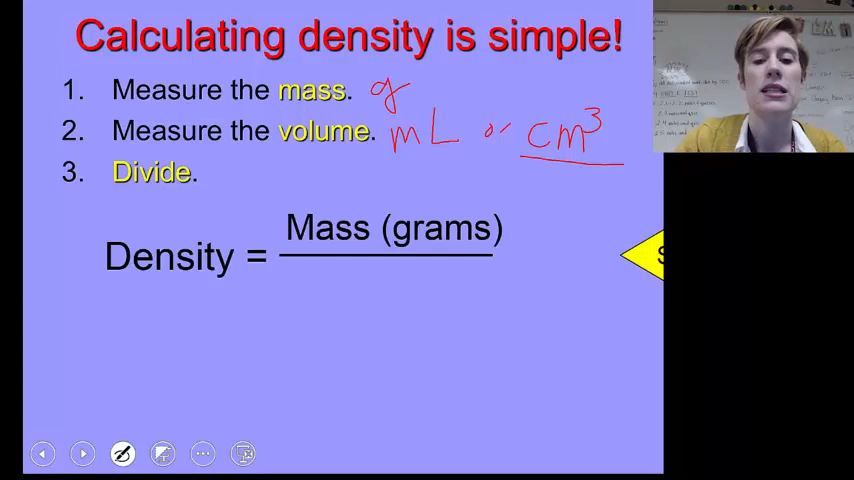 Calculating density is simple!
1. Measure the mass. g
2. Measure the volume. mL or cm³
3. Divide.
Mass (grams)
Density =